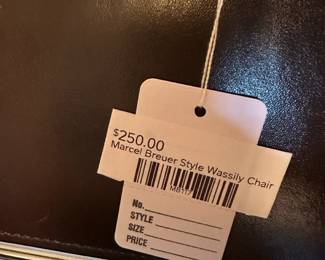 $250.00
Marcel Breuer Style Wassily Chair
No.
STYLE
SIZE
PRICE